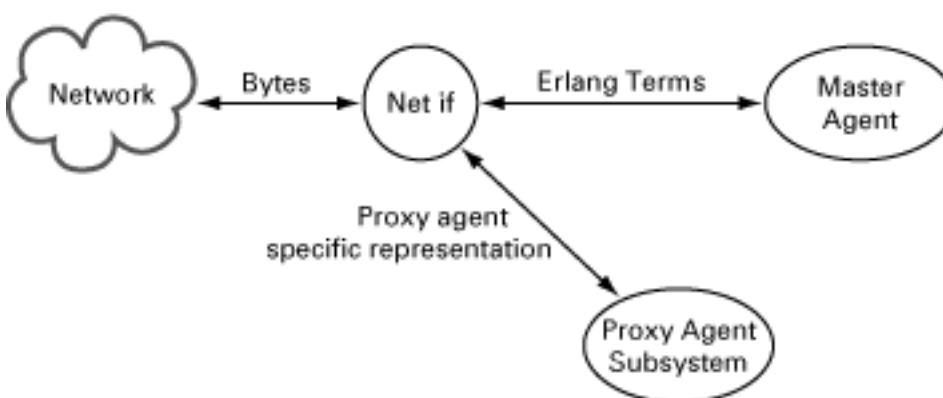 Network
Bytes
Net if
Erlang Terms
Master
Agent
Proxy agent
specific representation
Proxy Agent
Subsystem